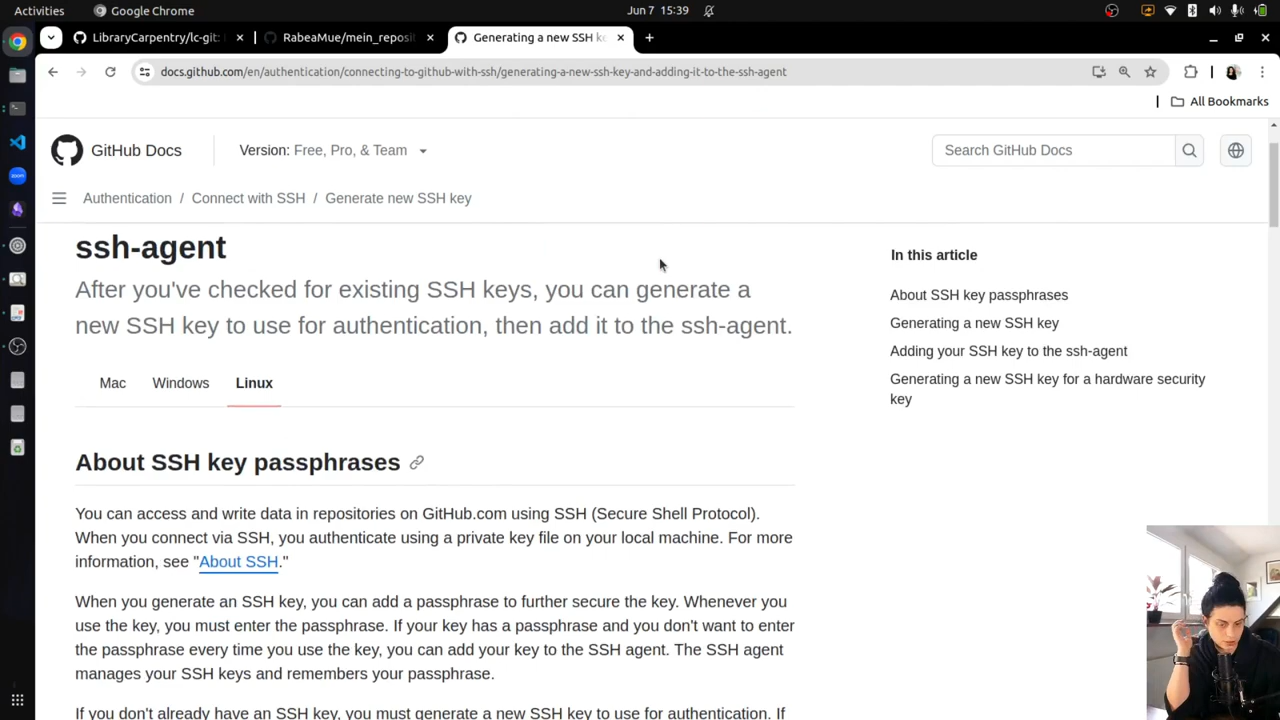 Activities
Google Chrome
Jun 7 15:39
LibraryCarpentry/lc-git:
RabeaMue/mein_reposit
Generating a new SSH ke
docs.github.com/en/authentication/connecting-to-github-with-ssh/generating-a-new-ssh-key-and-adding-it-to-the-ssh-agent
All Bookmarks
GitHub Docs
Version: Free, Pro, & Team
Search GitHub Docs
Authentication / Connect with SSH / Generate new SSH key
ssh-agent
After you've checked for existing SSH keys, you can generate a
new SSH key to use for authentication, then add it to the ssh-agent.
Mac Windows Linux
About SSH key passphrases
You can access and write data in repositories on GitHub.com using SSH (Secure Shell Protocol).
When you connect via SSH, you authenticate using a private key file on your local machine. For more
information, see "About SSH."
When you generate an SSH key, you can add a passphrase to further secure the key. Whenever you
use the key, you must enter the passphrase. If your key has a passphrase and you don't want to enter
the passphrase every time you use the key, you can add your key to the SSH agent. The SSH agent
manages your SSH keys and remembers your passphrase.
If you don't already have an SSH key, you must generate a new SSH key to use for authentication. If
In this article
About SSH key passphrases
Generating a new SSH key
Adding your SSH key to the ssh-agent
Generating a new SSH key for a hardware security
key
zoom